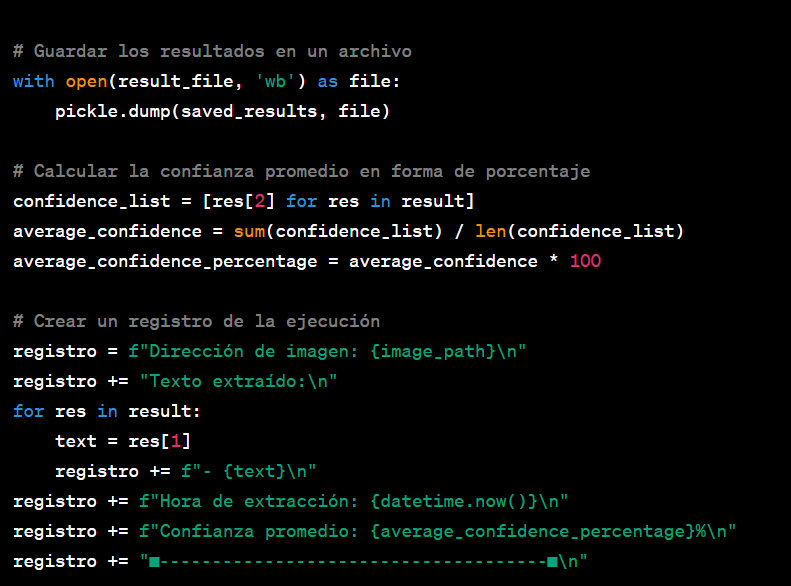 # Guardar los resultados en un archivo
with open(result_file, 'wb') as file:
    pickle.dump(saved_results, file)
# Calcular la confianza promedio en forma de porcentaje
confidence_list = [res[2] for res in result]
average_confidence = sum(confidence_list) / len(confidence_list)
average_confidence_percentage = average_confidence * 100
# Crear un registro de la ejecución
registro = f"Dirección de imagen: {image_path}\n"
registro += "Texto extraído:\n"
for res in result:
    text = res[1]
    registro += f"- {text}\n"
registro += f"Hora de extracción: {datetime.now()}\n"
registro += f"Confianza promedio: {average_confidence_percentage}%\n"
registro += "■-------------------------------------■\n"